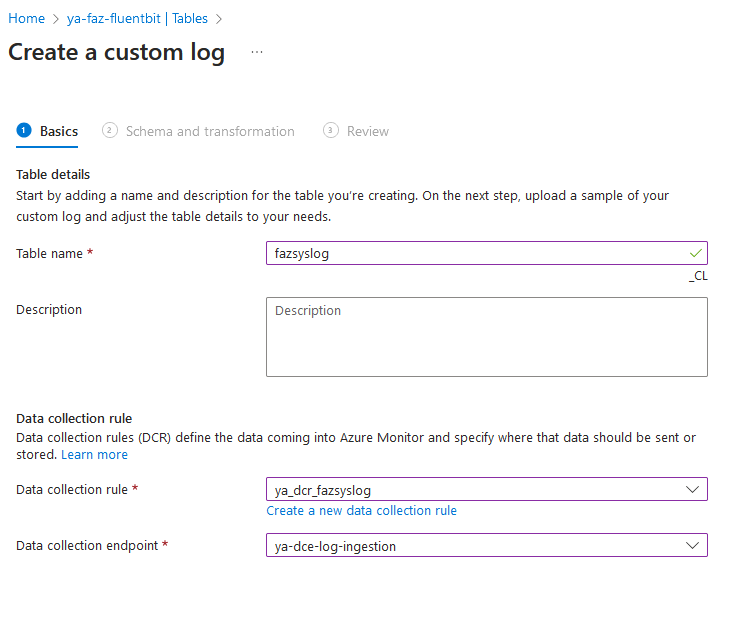 Home > ya-faz-fluentbit | Tables >
Create a custom log ...
1 Basics 2 Schema and transformation 3 Review
Table details
Start by adding a name and description for the table you're creating. On the next step, upload a sample of your
custom log and adjust the table details to your needs.
Table name * fazsyslog
_CL
Description Description
Data collection rule
Data collection rules (DCR) define the data coming into Azure Monitor and specify where that data should be sent or
stored. Learn more
Data collection rule * ya_dcr_fazsyslog
Create a new data collection rule
Data collection endpoint * ya-dce-log-ingestion